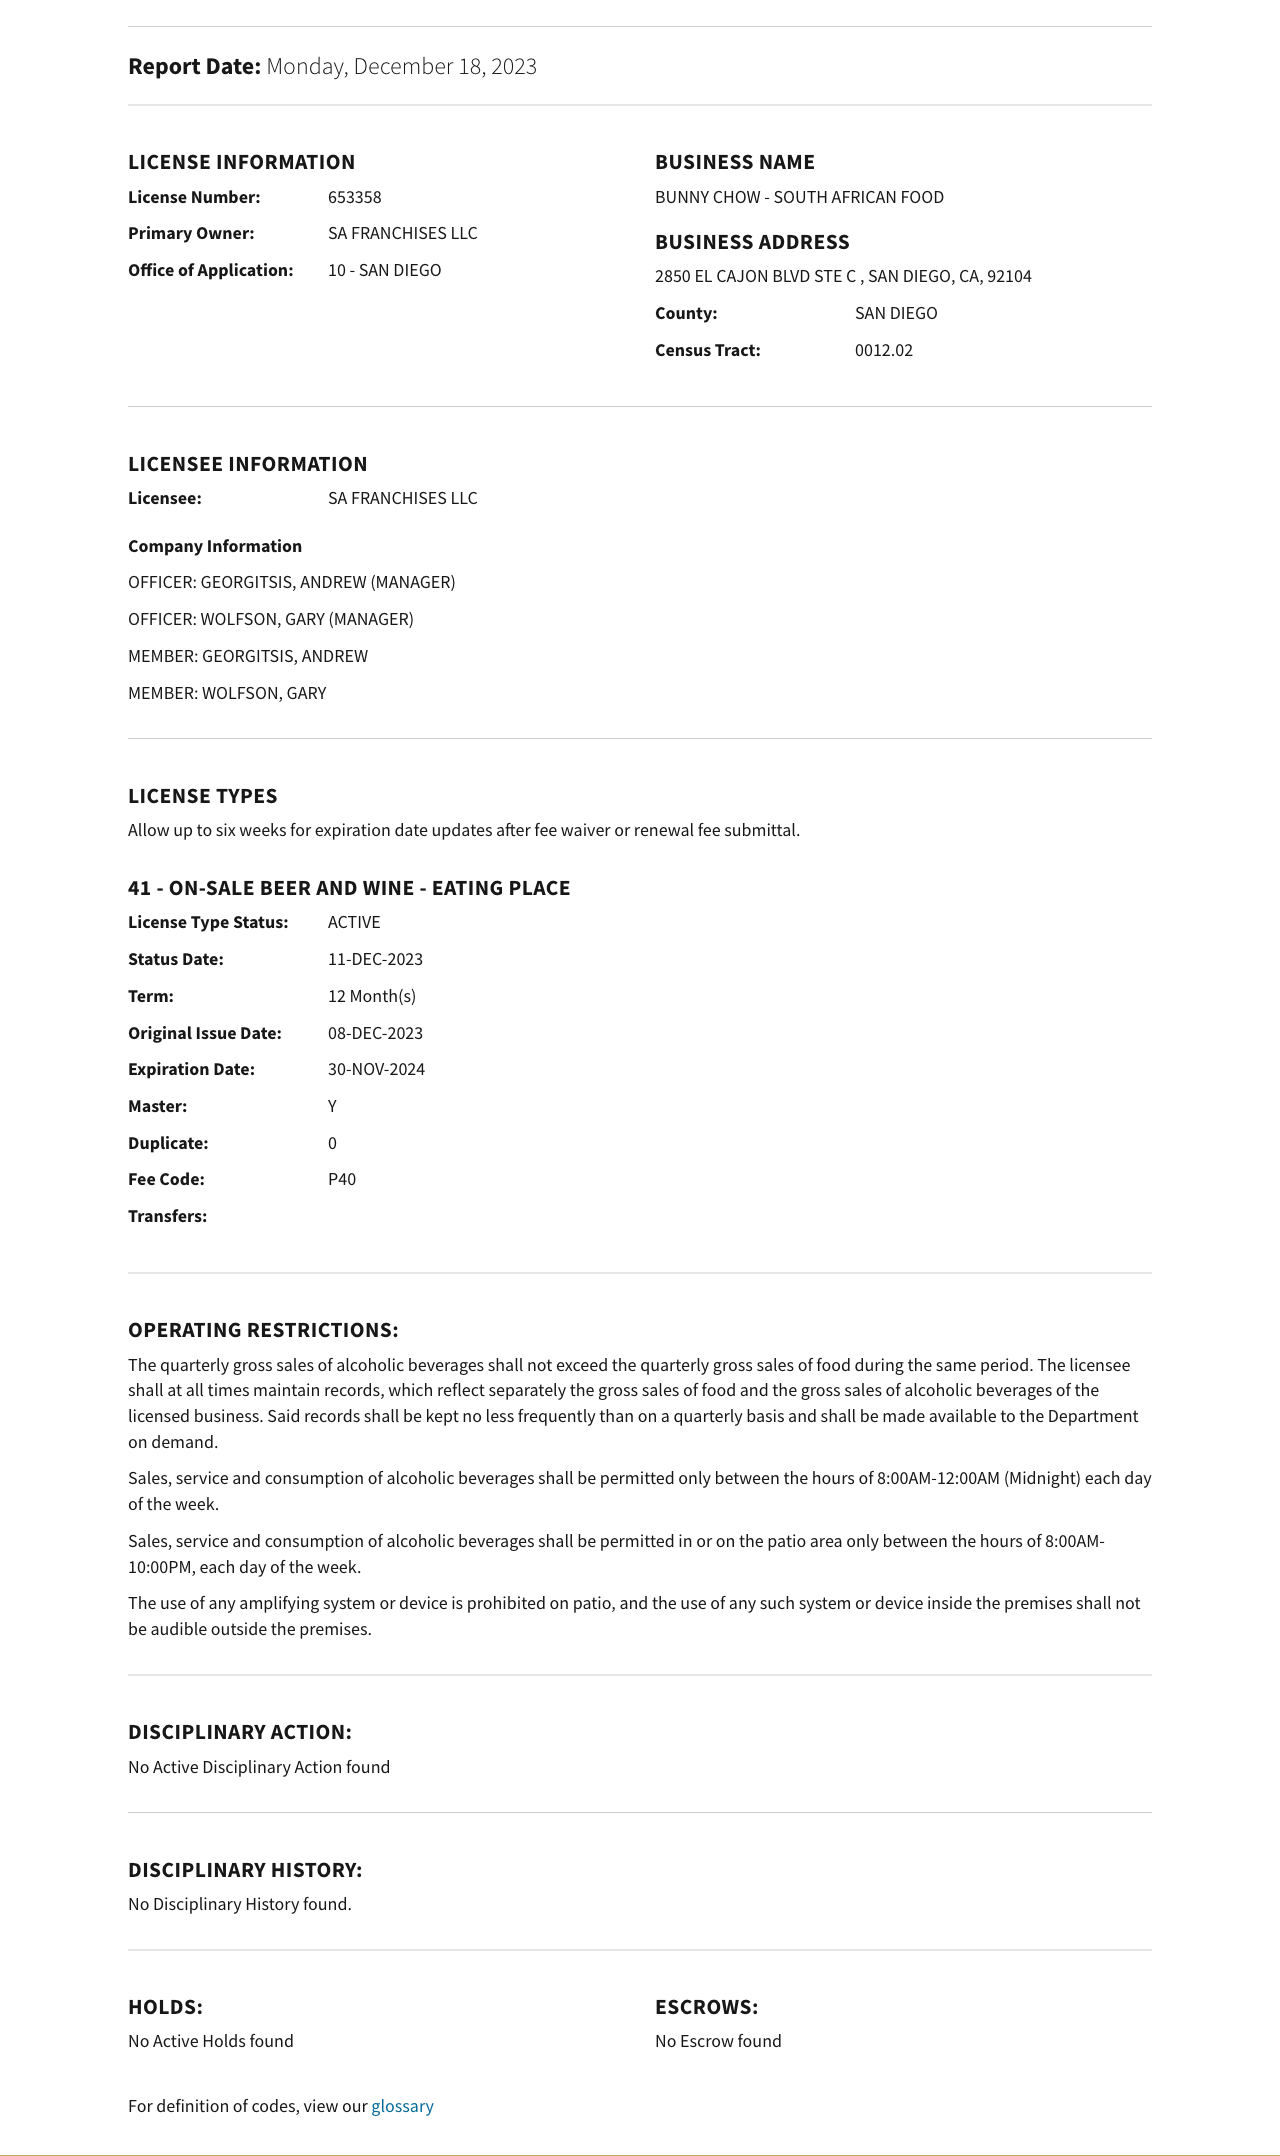 Report Date: Monday, December 18, 2023
LICENSE INFORMATION
License Number: 653358
Primary Owner: SA FRANCHISES LLC
Office of Application: 10 - SAN DIEGO
BUSINESS NAME
BUNNY CHOW - SOUTH AFRICAN FOOD
BUSINESS ADDRESS
2850 EL CAJON BLVD STE C , SAN DIEGO, CA, 92104
County: SAN DIEGO
Census Tract: 0012.02
LICENSEE INFORMATION
Licensee: SA FRANCHISES LLC
Company Information
OFFICER: GEORGITSIS, ANDREW (MANAGER)
OFFICER: WOLFSON, GARY (MANAGER)
MEMBER: GEORGITSIS, ANDREW
MEMBER: WOLFSON, GARY
LICENSE TYPES
Allow up to six weeks for expiration date updates after fee waiver or renewal fee submittal.
41 - ON-SALE BEER AND WINE - EATING PLACE
License Type Status: ACTIVE
Status Date: 11-DEC-2023
Term: 12 Month(s)
Original Issue Date: 08-DEC-2023
Expiration Date: 30-NOV-2024
Master: Y
Duplicate: 0
Fee Code: P40
Transfers:
OPERATING RESTRICTIONS:
The quarterly gross sales of alcoholic beverages shall not exceed the quarterly gross sales of food during the same period. The licensee
shall at all times maintain records, which reflect separately the gross sales of food and the gross sales of alcoholic beverages of the
licensed business. Said records shall be kept no less frequently than on a quarterly basis and shall be made available to the Department
on demand.
Sales, service and consumption of alcoholic beverages shall be permitted only between the hours of 8:00AM-12:00AM (Midnight) each day
of the week.
Sales, service and consumption of alcoholic beverages shall be permitted in or on the patio area only between the hours of 8:00AM-
10:00PM, each day of the week.
The use of any amplifying system or device is prohibited on patio, and the use of any such system or device inside the premises shall not
be audible outside the premises.
DISCIPLINARY ACTION:
No Active Disciplinary Action found
DISCIPLINARY HISTORY:
No Disciplinary History found.
HOLDS:
No Active Holds found
ESCROWS:
No Escrow found
For definition of codes, view our glossary